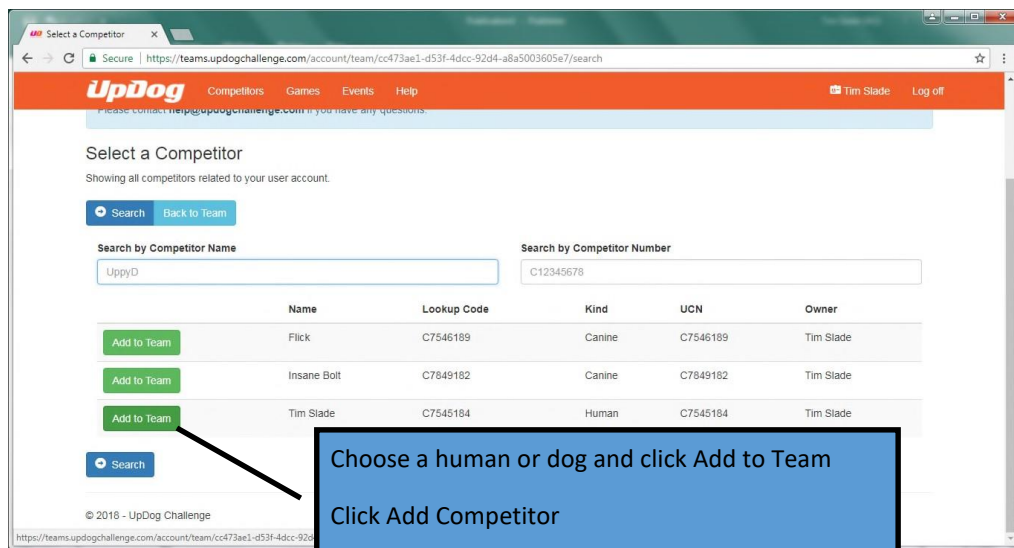 Select a Competitor
Secure | https://teams.updogchallenge.com/account/team/cc473ae1-d53f-4dcc-92d4-a8a5003605e7/search
UpDog Competitors Games Events Help Tim Slade Log off
Please contact help@updogchallenge.com if you have any questions.
Select a Competitor
Showing all competitors related to your user account.
Search Back to Team
Search by Competitor Name Search by Competitor Number
UppyD C12345678
Name Lookup Code Kind UCN Owner
Add to Team Flick C7546189 Canine C7546189 Tim Slade
Add to Team Insane Bolt C7849182 Canine C7849182 Tim Slade
Add to Team Tim Slade C7545184 Human C7545184 Tim Slade
Search
Choose a human or dog and click Add to Team
Click Add Competitor
© 2018 - UpDog Challenge
https://teams.updogchallenge.com/account/team/cc473ae1-d53f-4dcc-92d